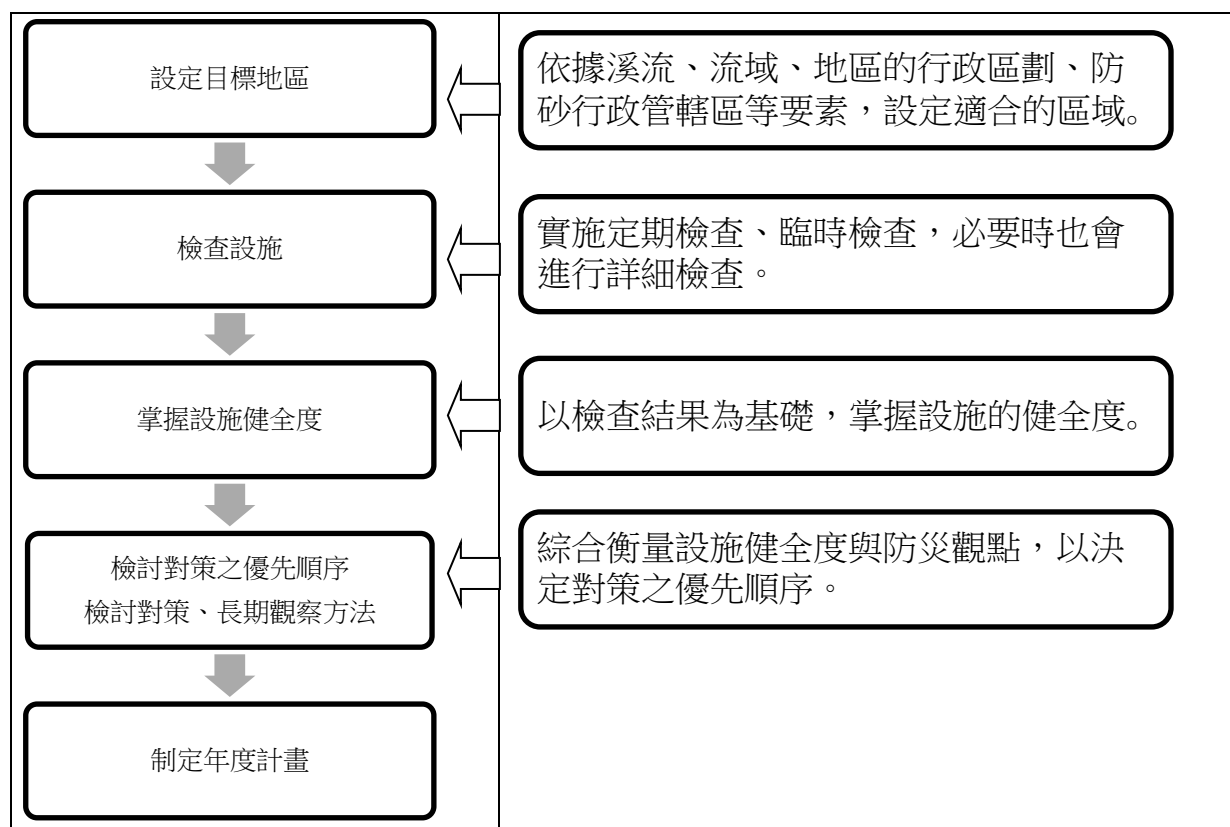 設定目標地區
依據溪流、流域、地區的行政區劃、防
砂行政管轄區等要素，設定適合的區域。
檢查設施
實施定期檢查、臨時檢查，必要時也會
進行詳細檢查。
掌握設施健全度
以檢查結果為基礎，掌握設施的健全度。
檢討對策之優先順序
檢討對策、長期觀察方法
綜合衡量設施健全度與防災觀點，以決
定對策之優先順序。
制定年度計畫